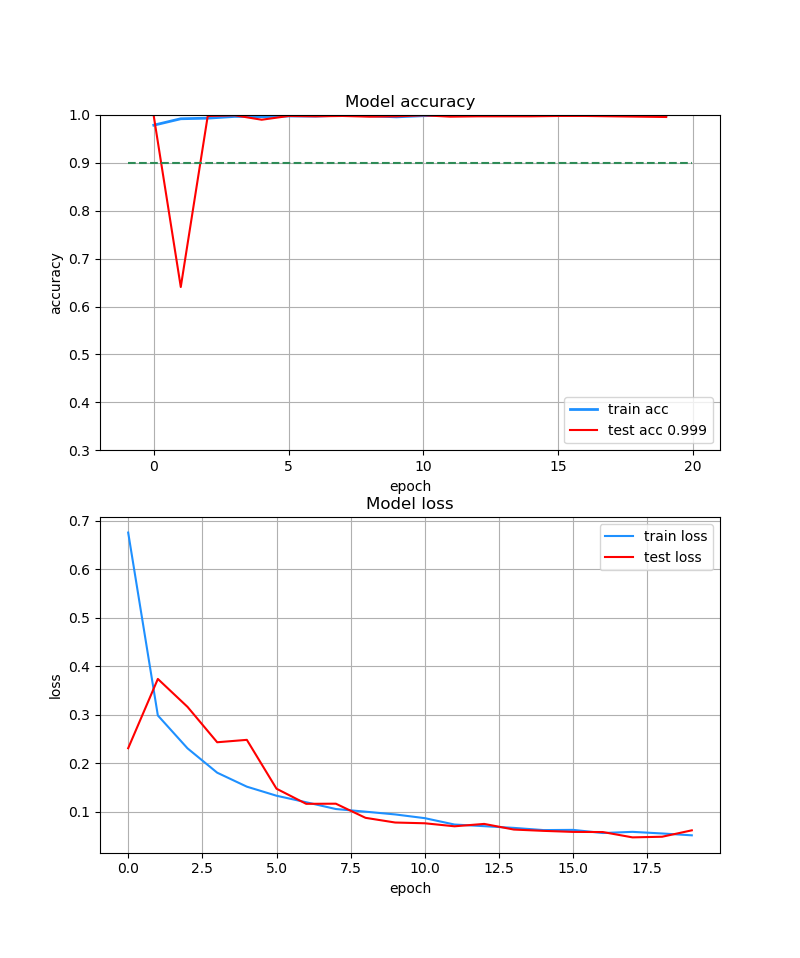 Model accuracy
1.0
0.9
0.8
0.7
0.6
0.5
0.4
0.3
accuracy
train acc
test acc 0.999
0 5 10 15 20
epoch
Model loss
0.7
0.6
0.5
0.4
0.3
0.2
0.1
loss
train loss
test loss
0.0 2.5 5.0 7.5 10.0 12.5 15.0 17.5
epoch